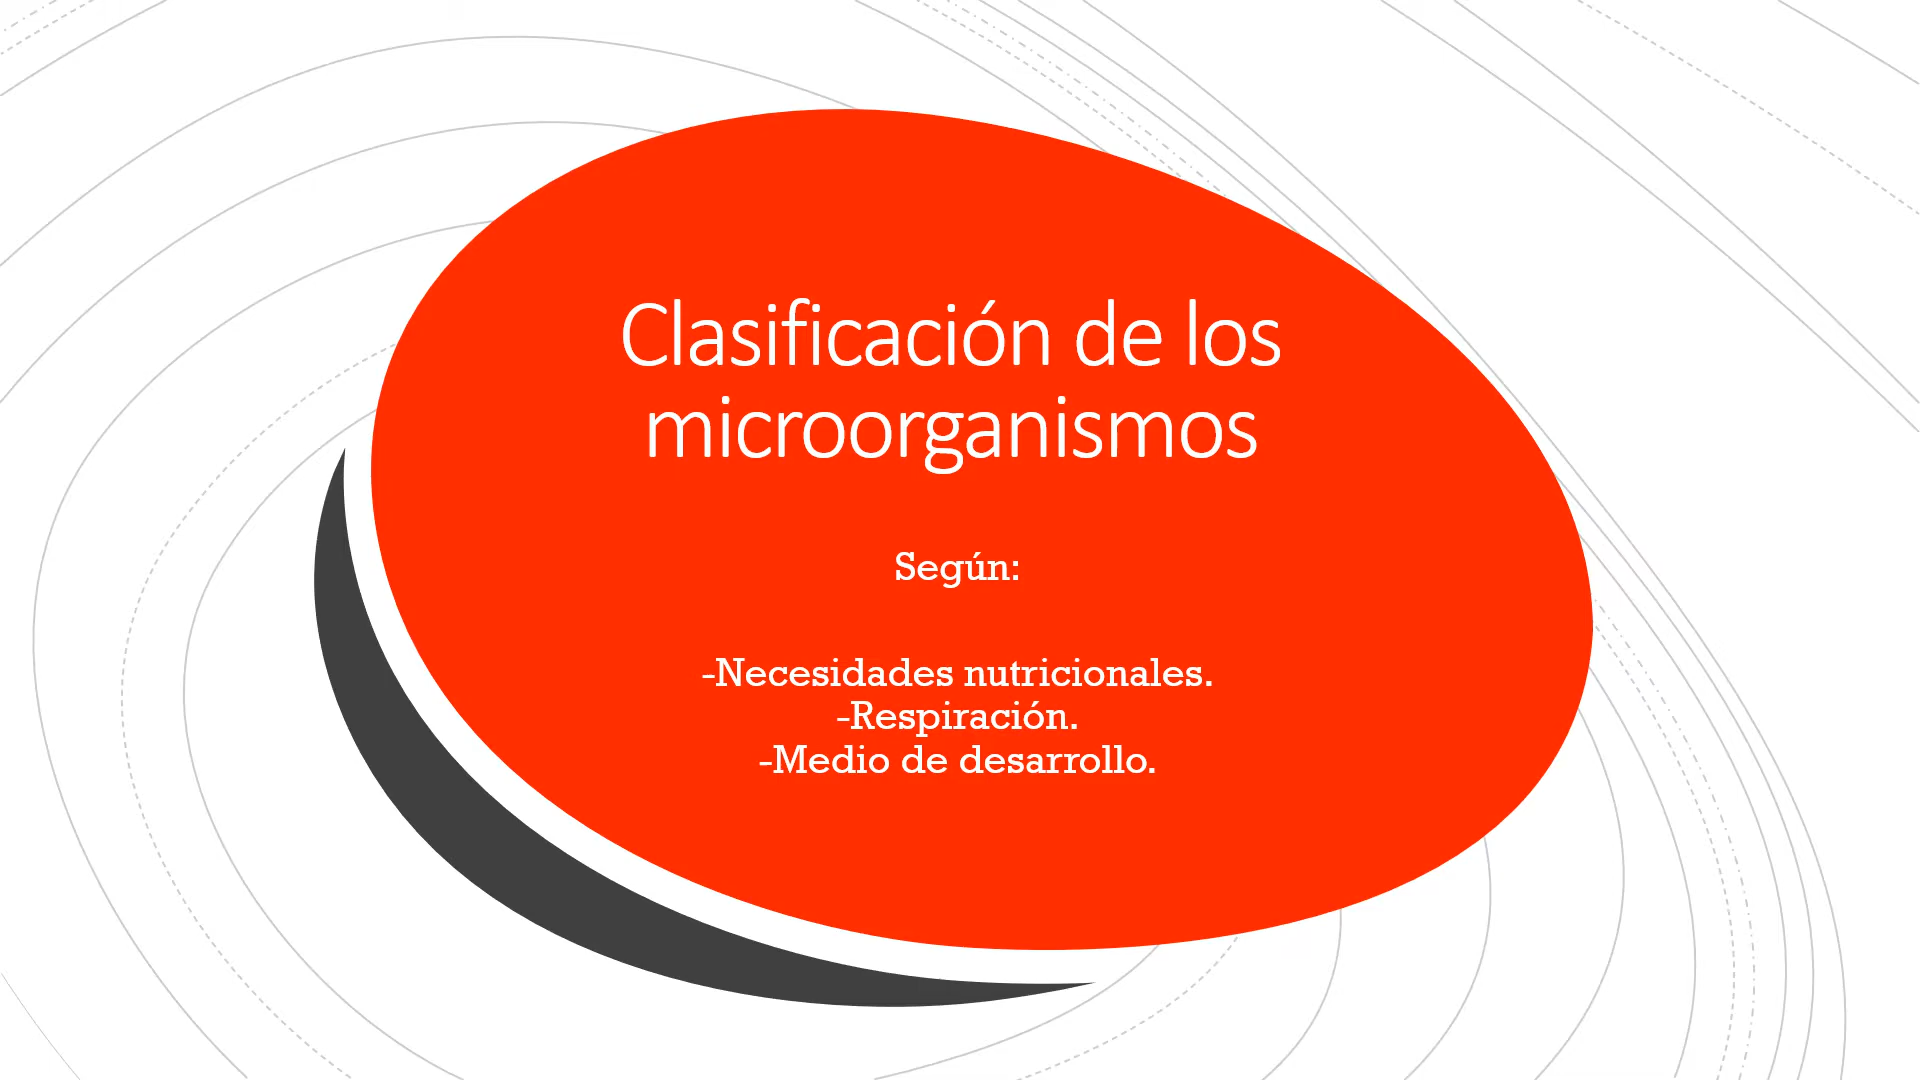 Clasificación de los
microorganismos
Según:
-Necesidades nutricionales.
-Respiración.
-Medio de desarrollo.